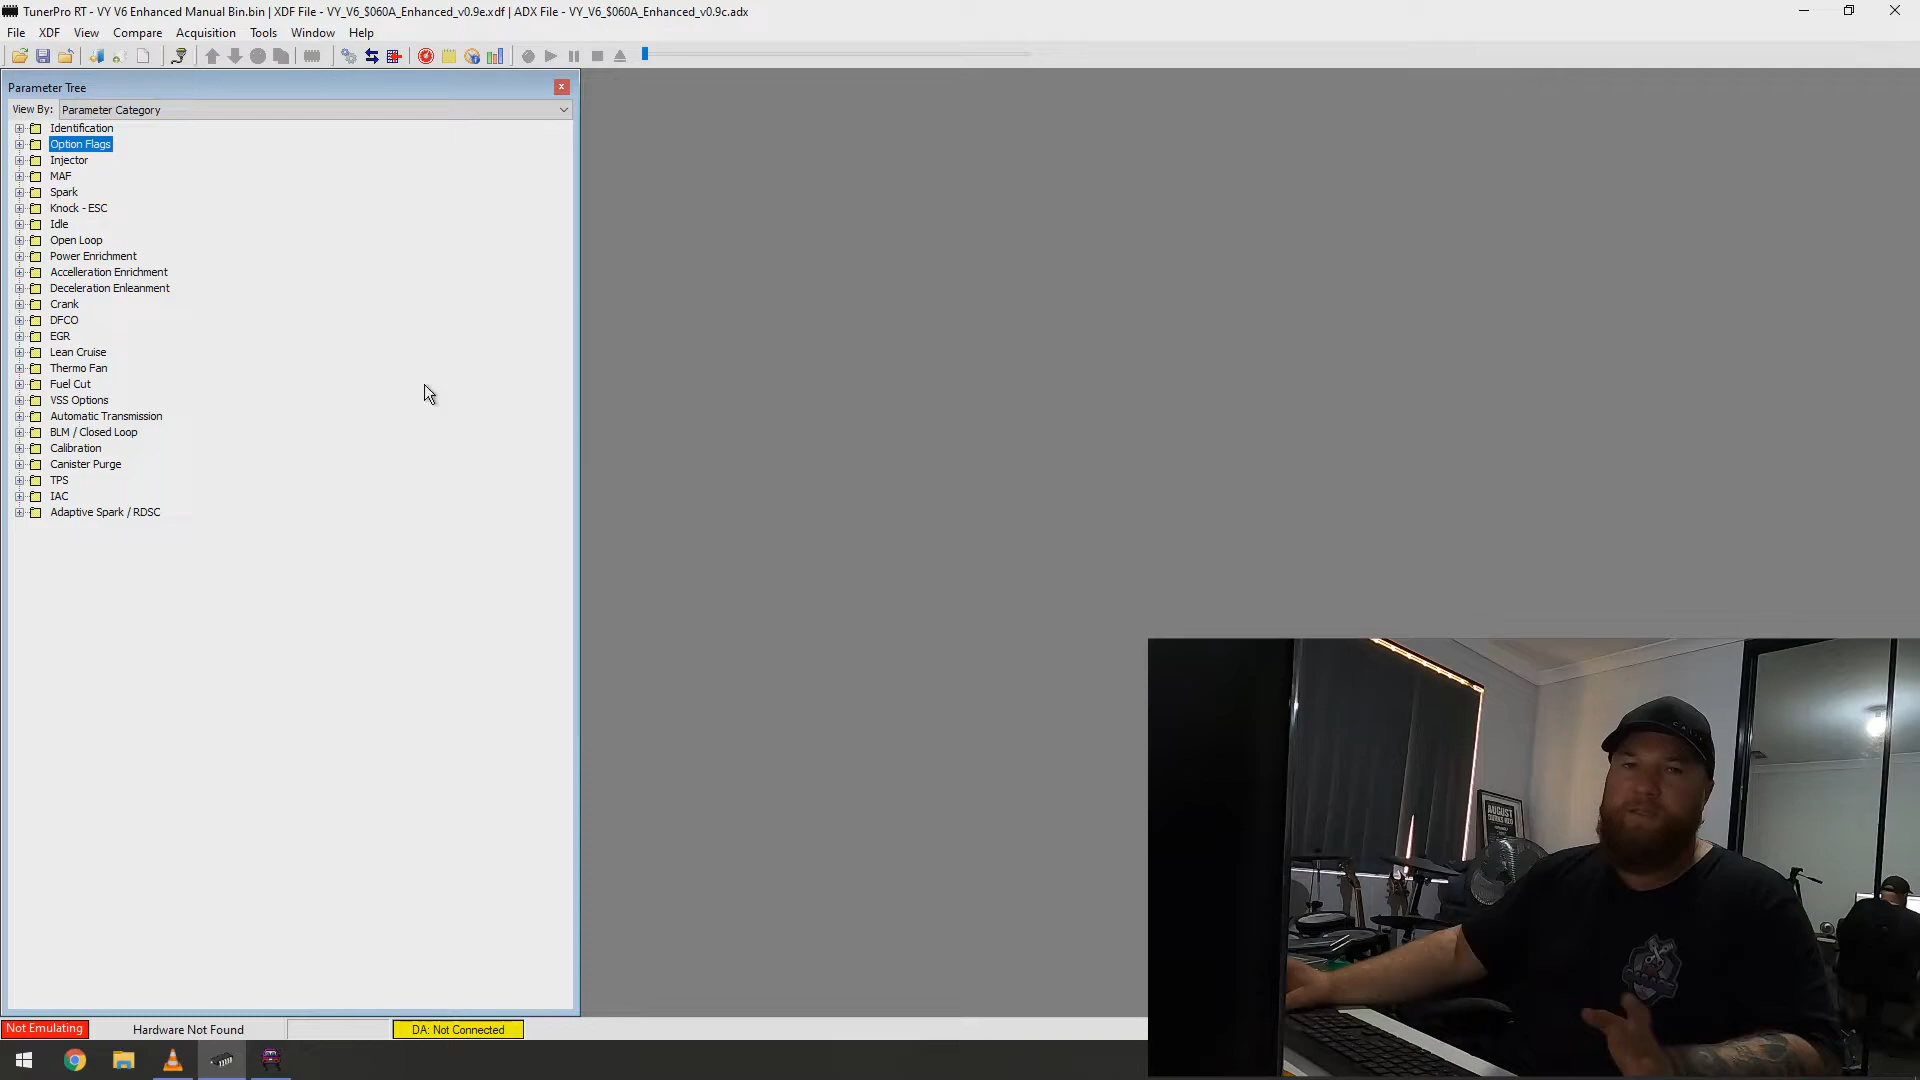 TunerPro RT - VY V6 Enhanced Manual Bin.bin | XDF File - VY_V6_$060A_Enhanced_v0.9e.xdf | ADX File - VY_V6_$060A_Enhanced_v0.9c.adx
File XDF View Compare Acquisition Tools Window Help
Parameter Tree
View By: Parameter Category
Identification
Option Flags
Injector
MAF
Spark
Knock - ESC
Idle
Open Loop
Power Enrichment
Accelleration Enrichment
Deceleration Enleanment
Crank
DFCO
EGR
Lean Cruise
Thermo Fan
Fuel Cut
VSS Options
Automatic Transmission
BLM / Closed Loop
Calibration
Canister Purge
TPS
IAC
Adaptive Spark / RDSC
AUGUST
BURNS RED
Not Emulating Hardware Not Found DA: Not Connected